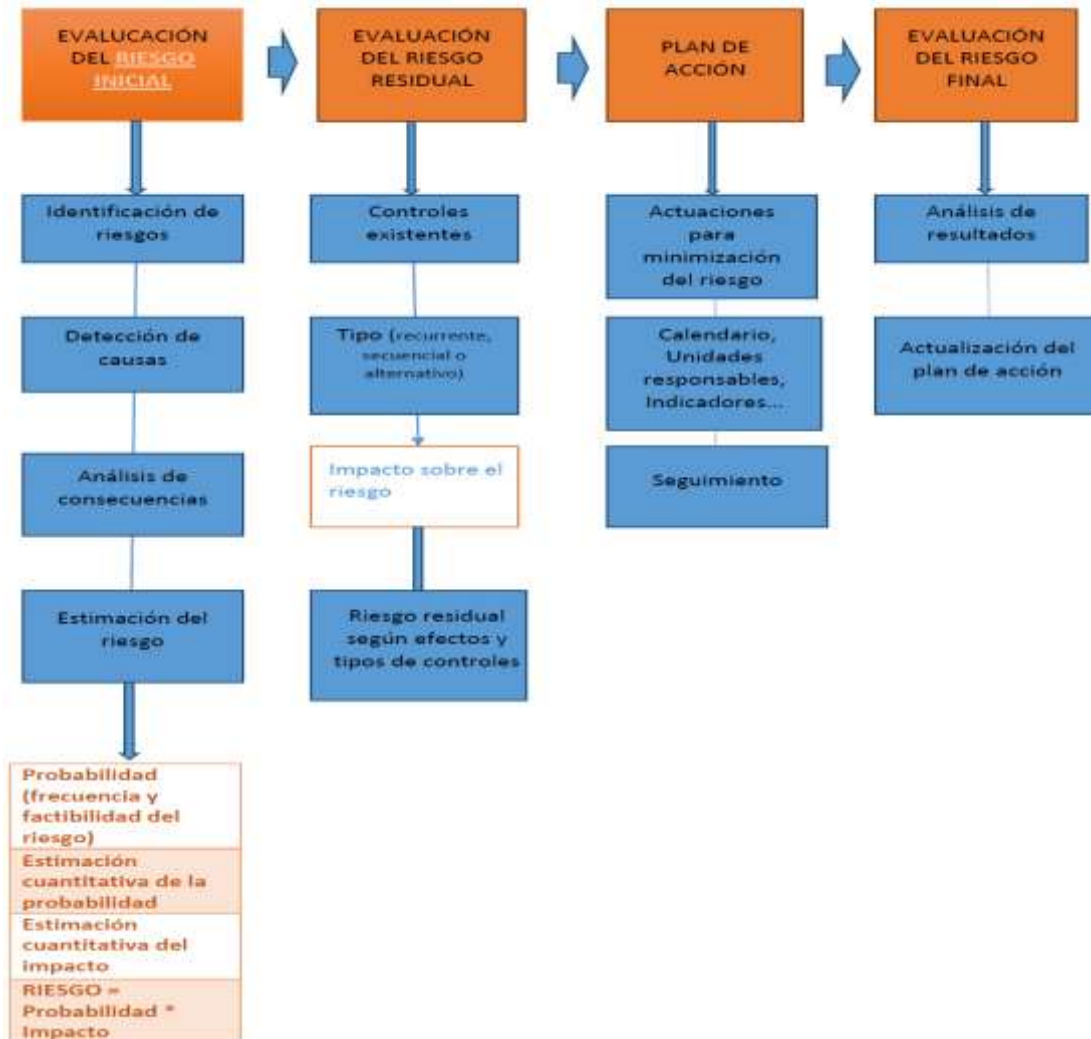 EVALUCACIÓN
DEL RIESGO
INICIAL
EVALUACIÓN
DEL RIESGO
RESIDUAL
PLAN DE
ACCIÓN
EVALUACIÓN
DEL RIESGO
FINAL
Identificación de
riesgos
Detección de
causas
Análisis de
consecuencias
Estimación del
riesgo
Probabilidad
(frecuencia y
factibilidad del
riesgo)
Estimación
cuantitativa de la
probabilidad
Estimación
cuantitativa del
impacto
RIESGO =
Probabilidad *
Impacto
Controles
existentes
Tipo (recurrente,
secuencial o
alternativo)
Impacto sobre el
riesgo
Riesgo residual
según efectos y
tipos de controles
Actuaciones
para
minimización
del riesgo
Calendario,
Unidades
responsables,
Indicadores...
Seguimiento
Análisis de
resultados
Actualización del
plan de acción